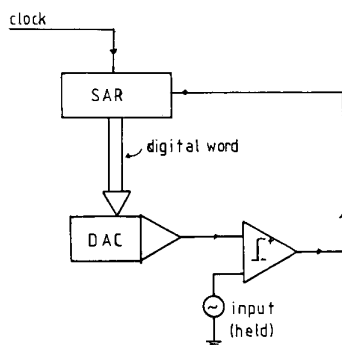 clock
SAR
digital word
DAC
+
-
input
(held)